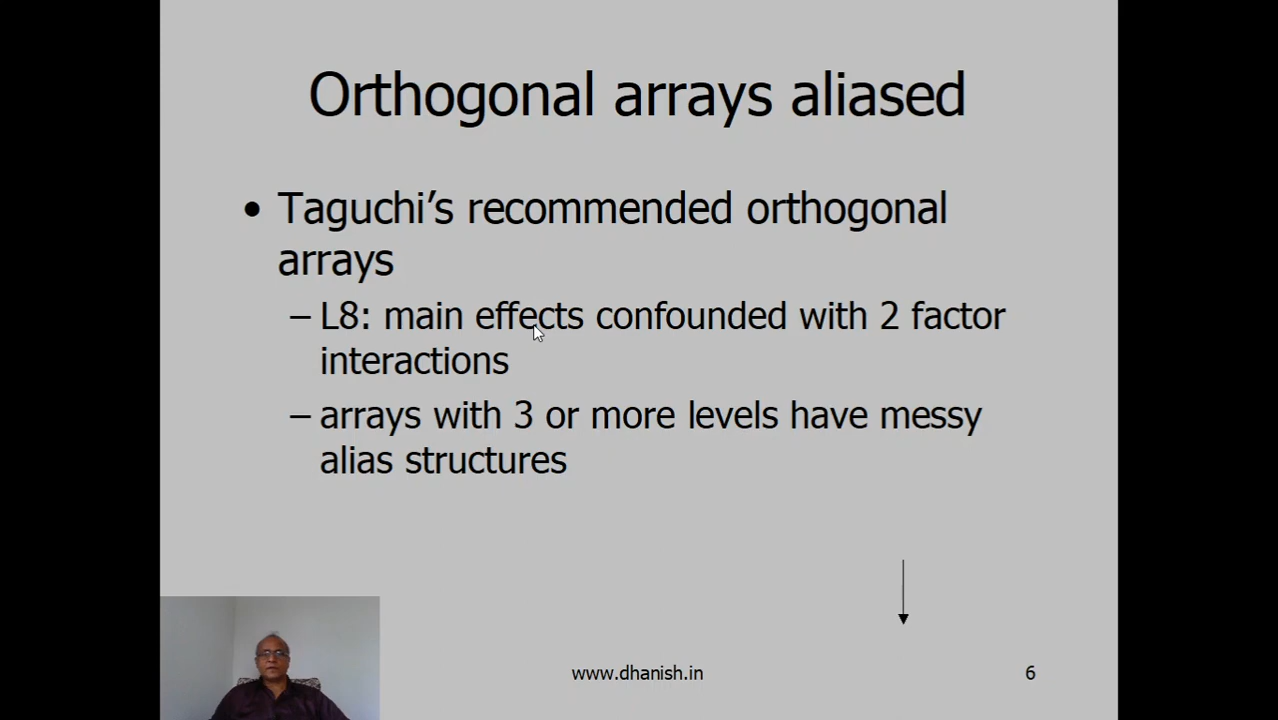 Orthogonal arrays aliased
• Taguchi’s recommended orthogonal
arrays
– L8: main effects confounded with 2 factor
interactions
– arrays with 3 or more levels have messy
alias structures
www.dhanish.in
6